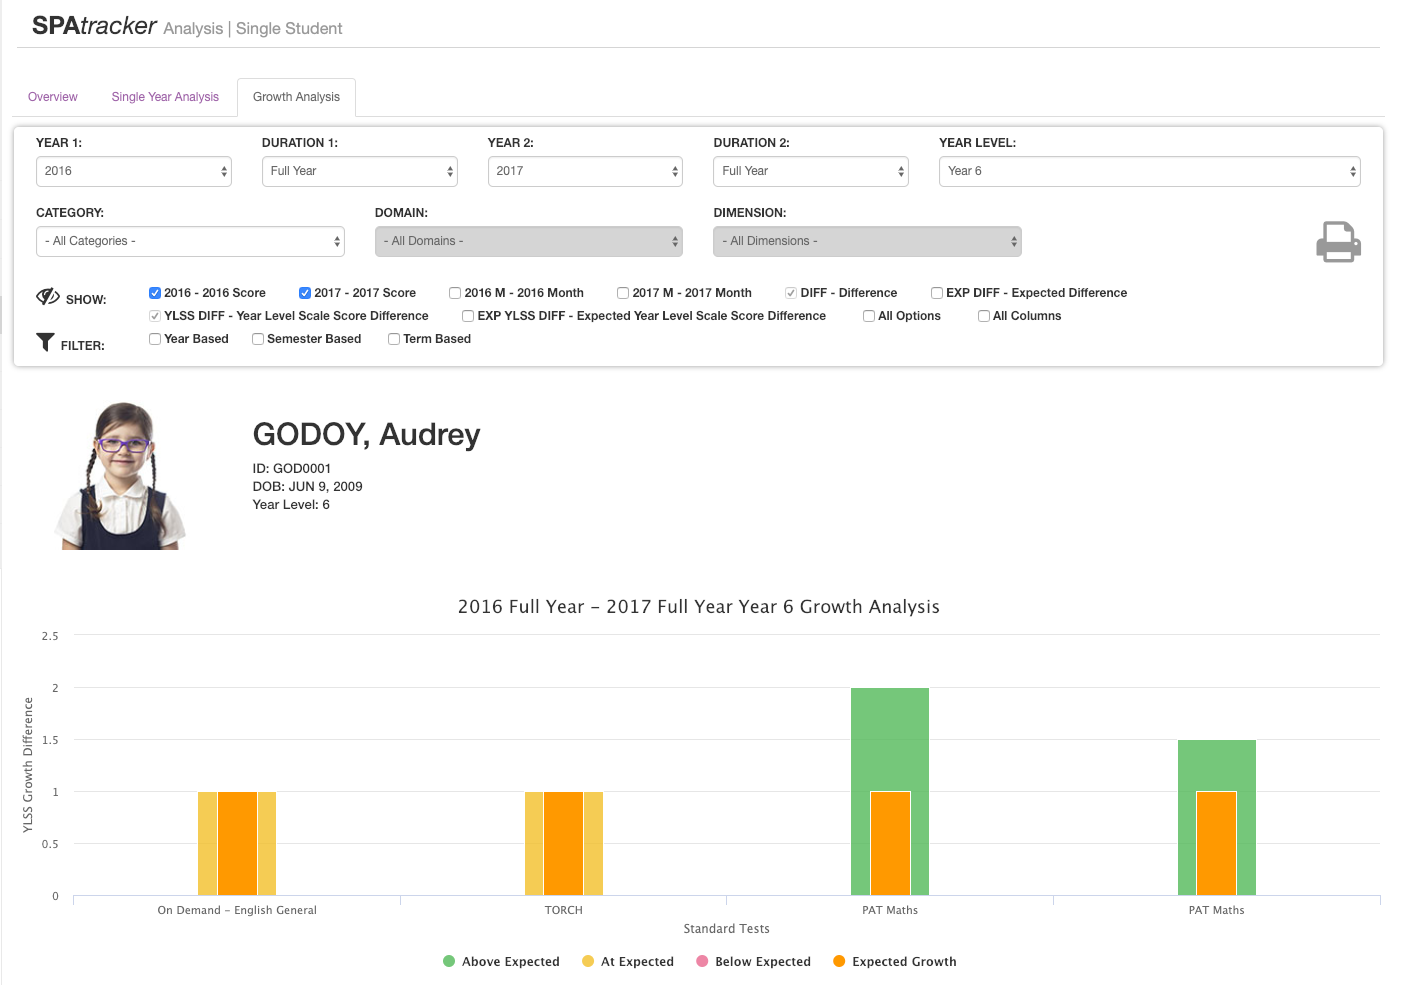 SPAtracker Analysis | Single Student
Overview Single Year Analysis Growth Analysis
YEAR 1: DURATION 1: YEAR 2: DURATION 2: YEAR LEVEL:
2016 Full Year 2017 Full Year Year 6
CATEGORY: DOMAIN: DIMENSION:
- All Categories - - All Domains - - All Dimensions -
SHOW: 2016 - 2016 Score 2017 - 2017 Score 2016 M - 2016 Month 2017 M - 2017 Month DIFF - Difference EXP DIFF - Expected Difference
YLSS DIFF - Year Level Scale Score Difference EXP YLSS DIFF - Expected Year Level Scale Score Difference All Options All Columns
FILTER: Year Based Semester Based Term Based
GODOY, Audrey
ID: GOD0001
DOB: JUN 9, 2009
Year Level: 6
2016 Full Year – 2017 Full Year Year 6 Growth Analysis
YLSS Growth Difference
2.5
2
1.5
1
0.5
0
On Demand – English General TORCH PAT Maths PAT Maths
Standard Tests
Above Expected At Expected Below Expected Expected Growth